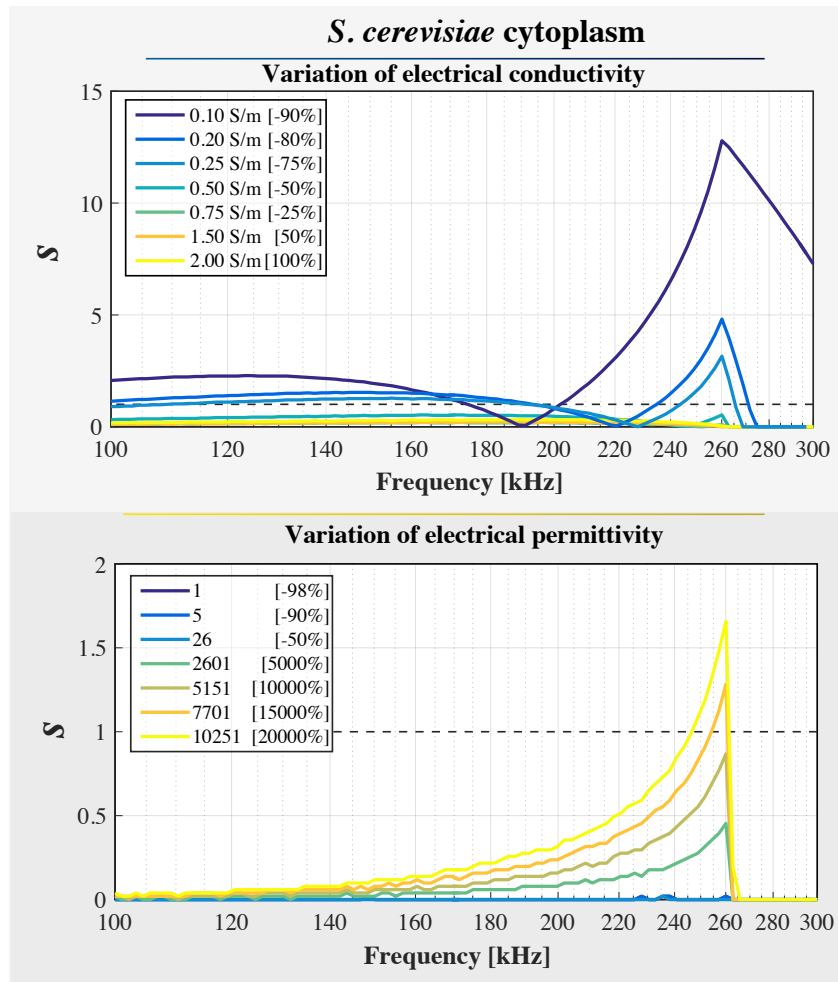 S. cerevisiae cytoplasm
Variation of electrical conductivity
15
10
5
0
S
0.10 S/m [-90%]
0.20 S/m [-80%]
0.25 S/m [-75%]
0.50 S/m [-50%]
0.75 S/m [-25%]
1.50 S/m [50%]
2.00 S/m [100%]
100 120 140 160 180 200 220 240 260 280 300
Frequency [kHz]
Variation of electrical permittivity
2
1.5
1
0.5
0
S
1 [-98%]
5 [-90%]
26 [-50%]
2601 [5000%]
5151 [10000%]
7701 [15000%]
10251 [20000%]
100 120 140 160 180 200 220 240 260 280 300
Frequency [kHz]